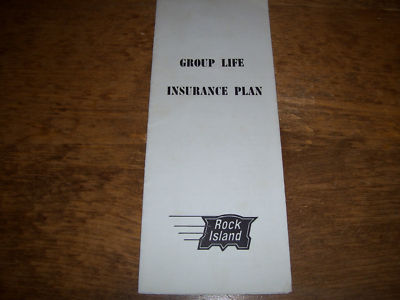 GROUP LIFE
INSURANCE PLAN
Rock
Island